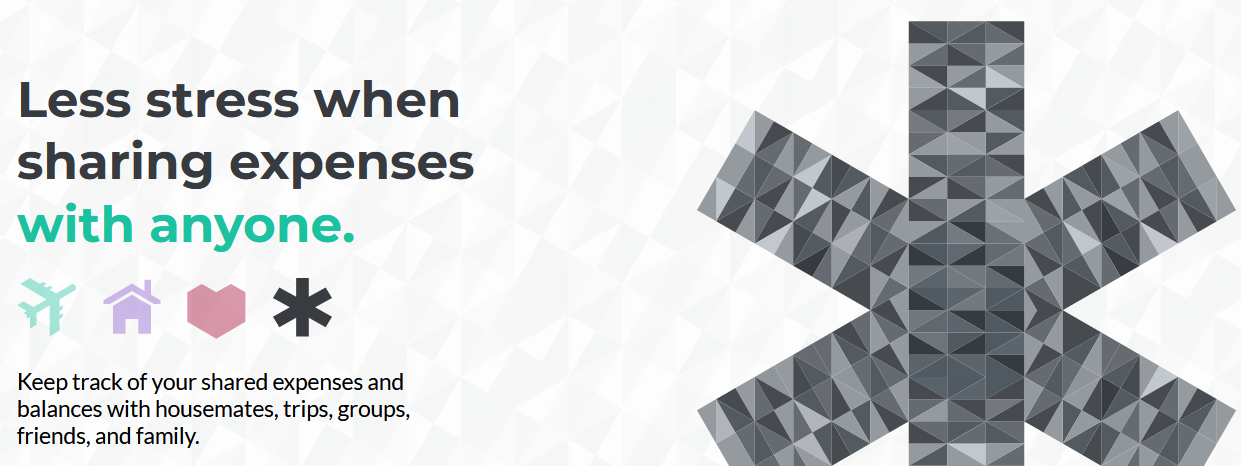 Less stress when
sharing expenses
with anyone.
Keep track of your shared expenses and
balances with housemates, trips, groups,
friends, and family.